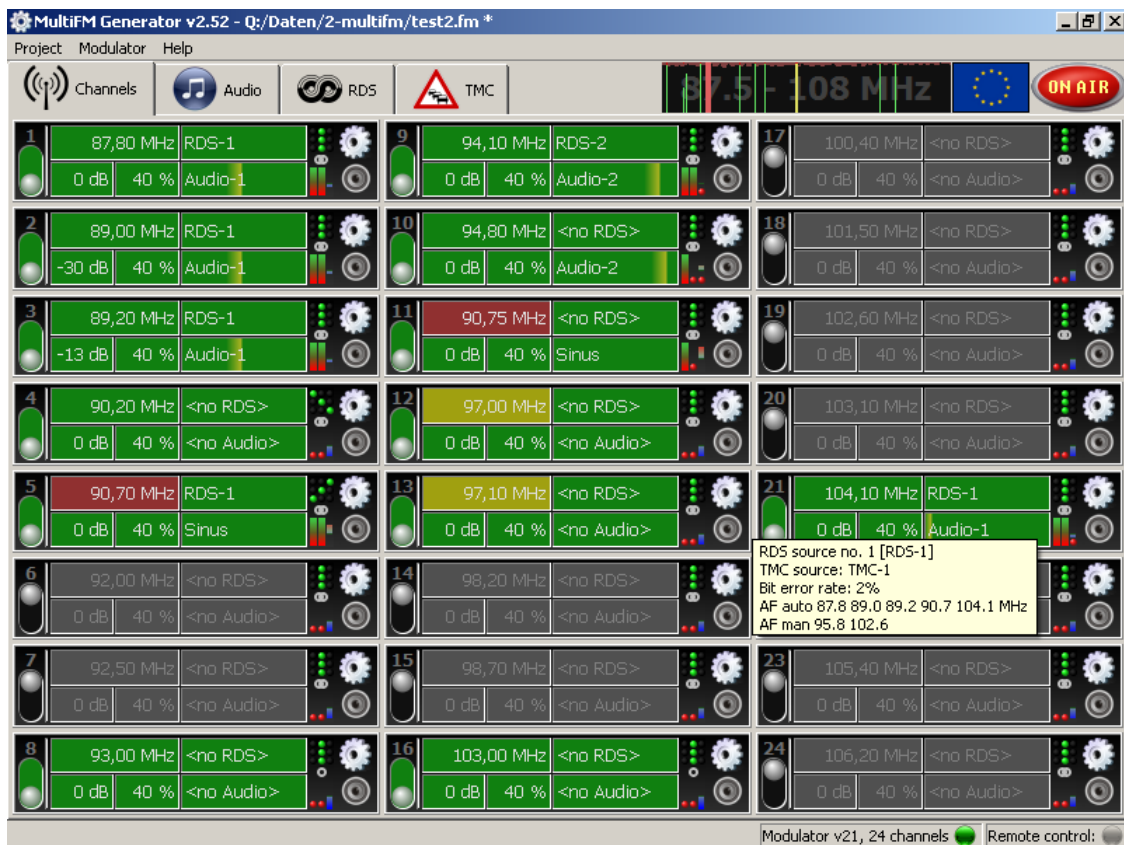 MultiFM Generator v2.52 - Q:/Daten/2-multifm/test2.fm *
Project Modulator Help
Channels Audio RDS TMC 87.5 - 108 MHz ON AIR
1 87,80 MHz RDS-1
0 dB 40 % Audio-1
2 89,00 MHz RDS-1
-30 dB 40 % Audio-1
3 89,20 MHz RDS-1
-13 dB 40 % Audio-1
4 90,20 MHz <no RDS>
0 dB 40 % <no Audio>
5 90,70 MHz RDS-1
0 dB 40 % Sinus
6 92,00 MHz <no RDS>
0 dB 40 % <no Audio>
7 92,50 MHz <no RDS>
0 dB 40 % <no Audio>
8 93,00 MHz <no RDS>
0 dB 40 % <no Audio>
9 94,10 MHz RDS-2
0 dB 40 % Audio-2
10 94,80 MHz <no RDS>
0 dB 40 % Audio-2
11 90,75 MHz <no RDS>
0 dB 40 % Sinus
12 97,00 MHz <no RDS>
0 dB 40 % <no Audio>
13 97,10 MHz <no RDS>
0 dB 40 % <no Audio>
14 98,20 MHz <no RDS>
0 dB 40 % <no Audio>
15 98,70 MHz <no RDS>
0 dB 40 % <no Audio>
16 103,00 MHz <no RDS>
0 dB 40 % <no Audio>
17 100,40 MHz <no RDS>
0 dB 40 % <no Audio>
18 101,50 MHz <no RDS>
0 dB 40 % <no Audio>
19 102,60 MHz <no RDS>
0 dB 40 % <no Audio>
20 103,10 MHz <no RDS>
0 dB 40 % <no Audio>
21 104,10 MHz RDS-1
0 dB 40 % Audio-1
RDS source no. 1 [RDS-1]
TMC source: TMC-1
Bit error rate: 2%
AF auto 87.8 89.0 89.2 90.7 104.1 MHz
AF man 95.8 102.6
23 105,40 MHz <no RDS>
0 dB 40 % <no Audio>
24 106,20 MHz <no RDS>
0 dB 40 % <no Audio>
Modulator v21, 24 channels Remote control: